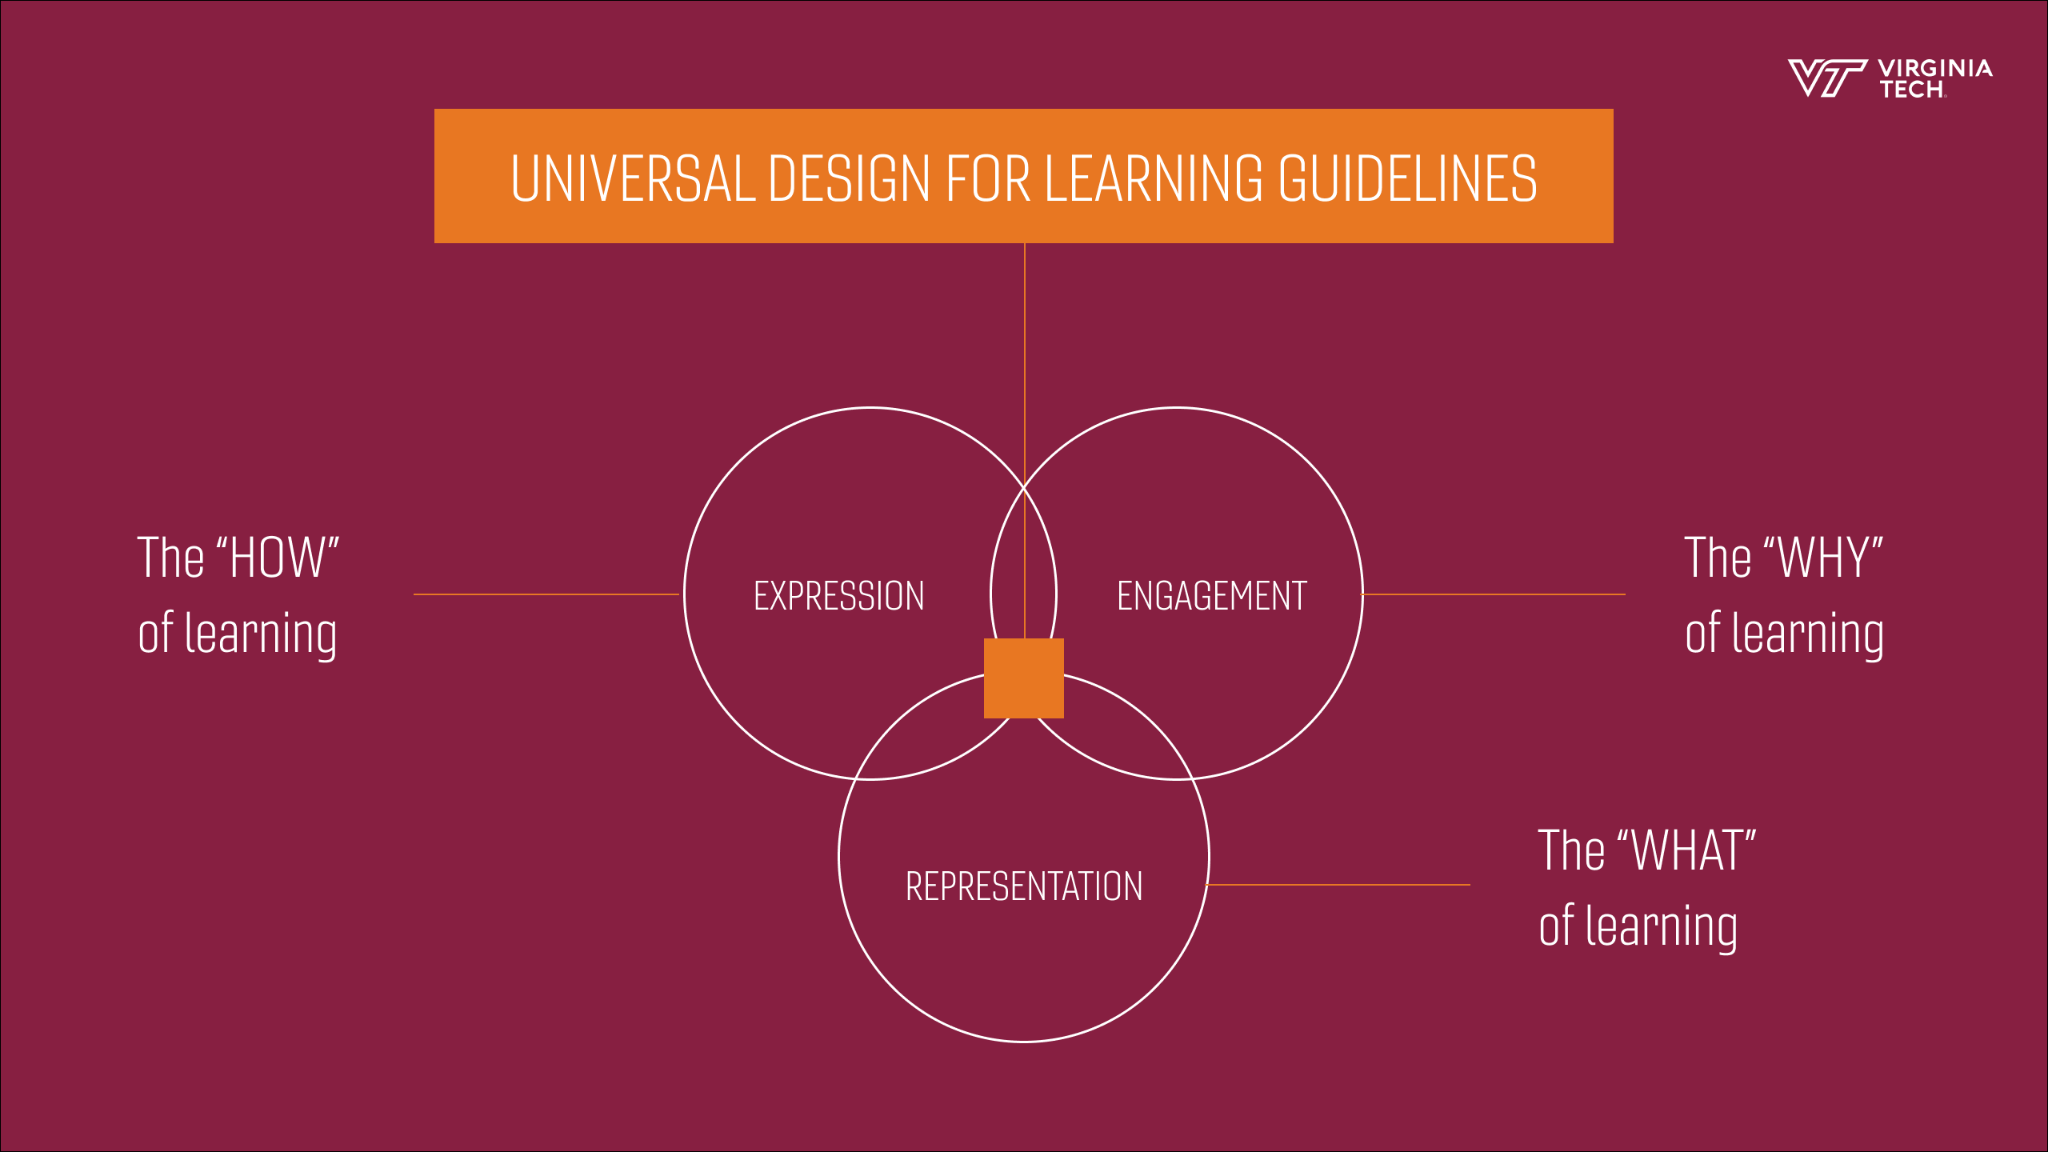 VIRGINIA
TECH
UNIVERSAL DESIGN FOR LEARNING GUIDELINES
The “HOW”
of learning
EXPRESSION
ENGAGEMENT
The “WHY”
of learning
REPRESENTATION
The “WHAT”
of learning